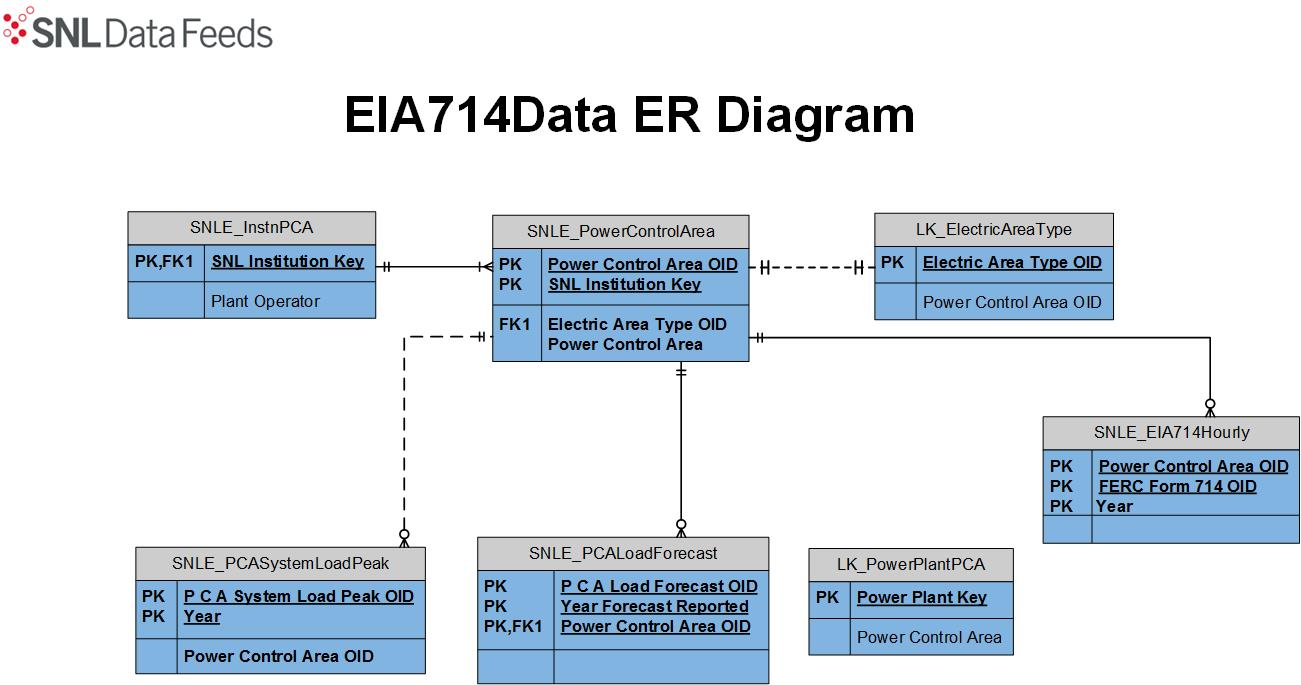 SNL Data Feeds
EIA714Data ER Diagram
SNLE_InstnPCA
PK,FK1 SNL Institution Key
Plant Operator
SNLE_PowerControlArea
PK Power Control Area OID
PK SNL Institution Key
FK1 Electric Area Type OID
Power Control Area
LK_ElectricAreaType
PK Electric Area Type OID
Power Control Area OID
SNLE_EIA714Hourly
PK Power Control Area OID
PK FERC Form 714 OID
PK Year
SNLE_PCASystemLoadPeak
PK P C A System Load Peak OID
PK Year
Power Control Area OID
SNLE_PCALoadForecast
PK P C A Load Forecast OID
PK Year Forecast Reported
PK,FK1 Power Control Area OID
LK_PowerPlantPCA
PK Power Plant Key
Power Control Area